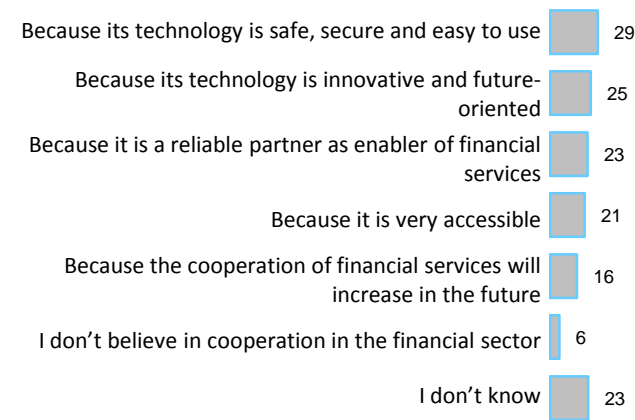 Because its technology is safe, secure and easy to use 29
Because its technology is innovative and future-
oriented 25
Because it is a reliable partner as enabler of financial
services 23
Because it is very accessible 21
Because the cooperation of financial services will
increase in the future 16
I don’t believe in cooperation in the financial sector 6
I don’t know 23